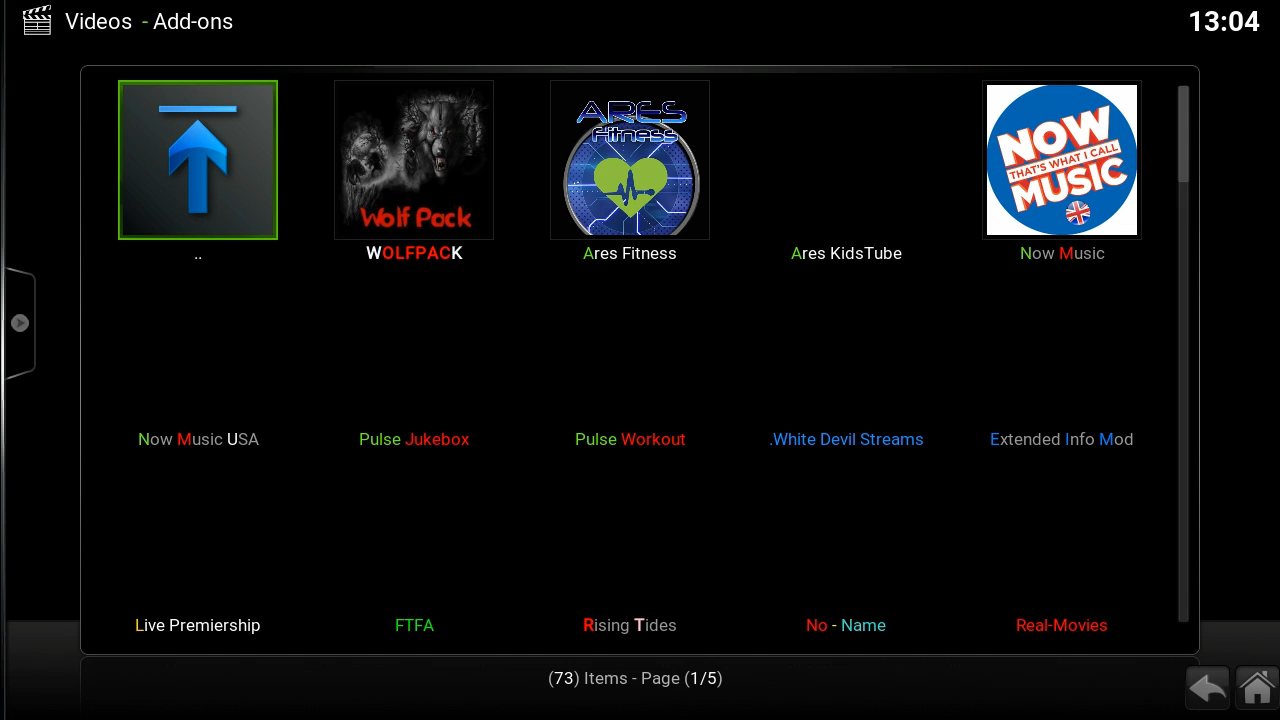 Videos - Add-ons
13:04
Wolf Pack
ARES
Fitness
NOW
THAT'S WHAT I CALL
MUSIC
..
WOLFPACK
Ares Fitness
Ares KidsTube
Now Music
Now Music USA
Pulse Jukebox
Pulse Workout
.White Devil Streams
Extended Info Mod
Live Premiership
FTFA
Rising Tides
No - Name
Real-Movies
(73) Items - Page (1/5)